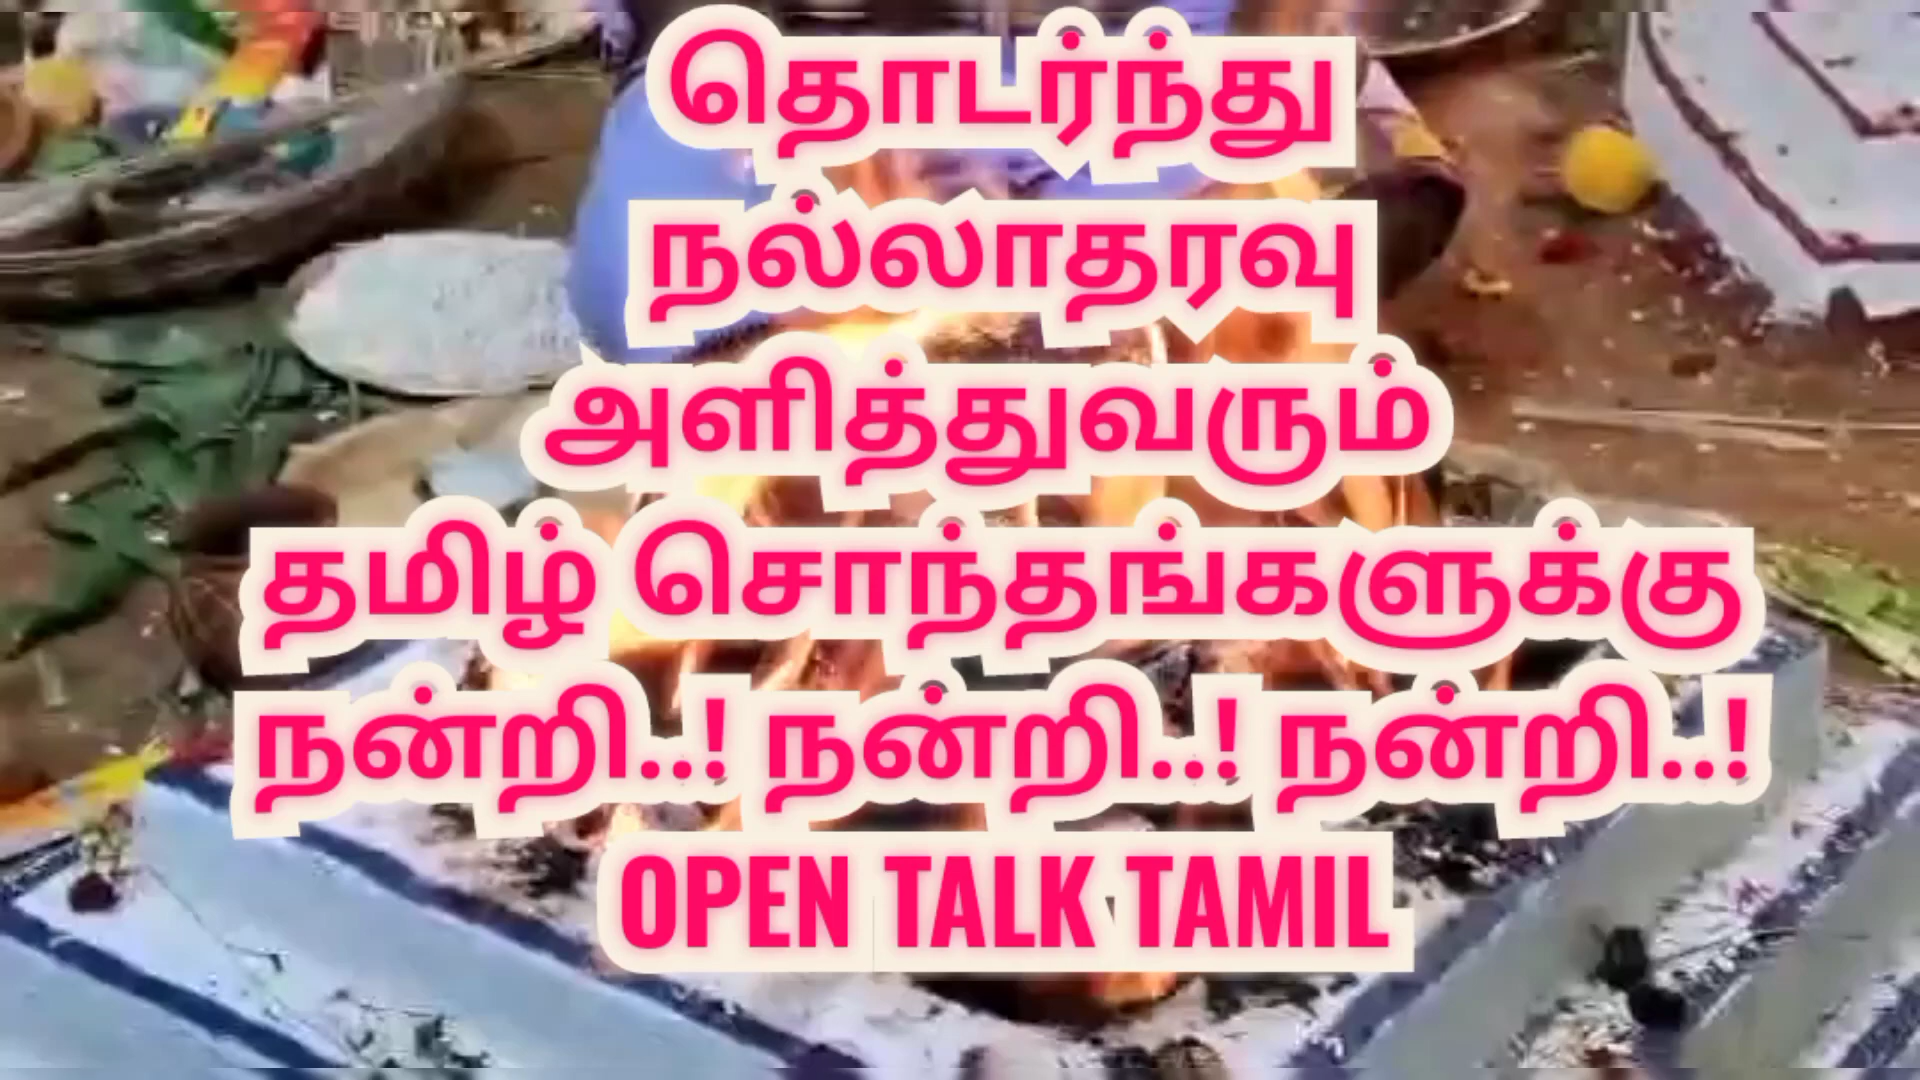 தொடர்ந்து
நல்லாதரவு
அளித்துவரும்
தமிழ் சொந்தங்களுக்கு
நன்றி..! நன்றி..! நன்றி..!
OPEN TALK TAMIL